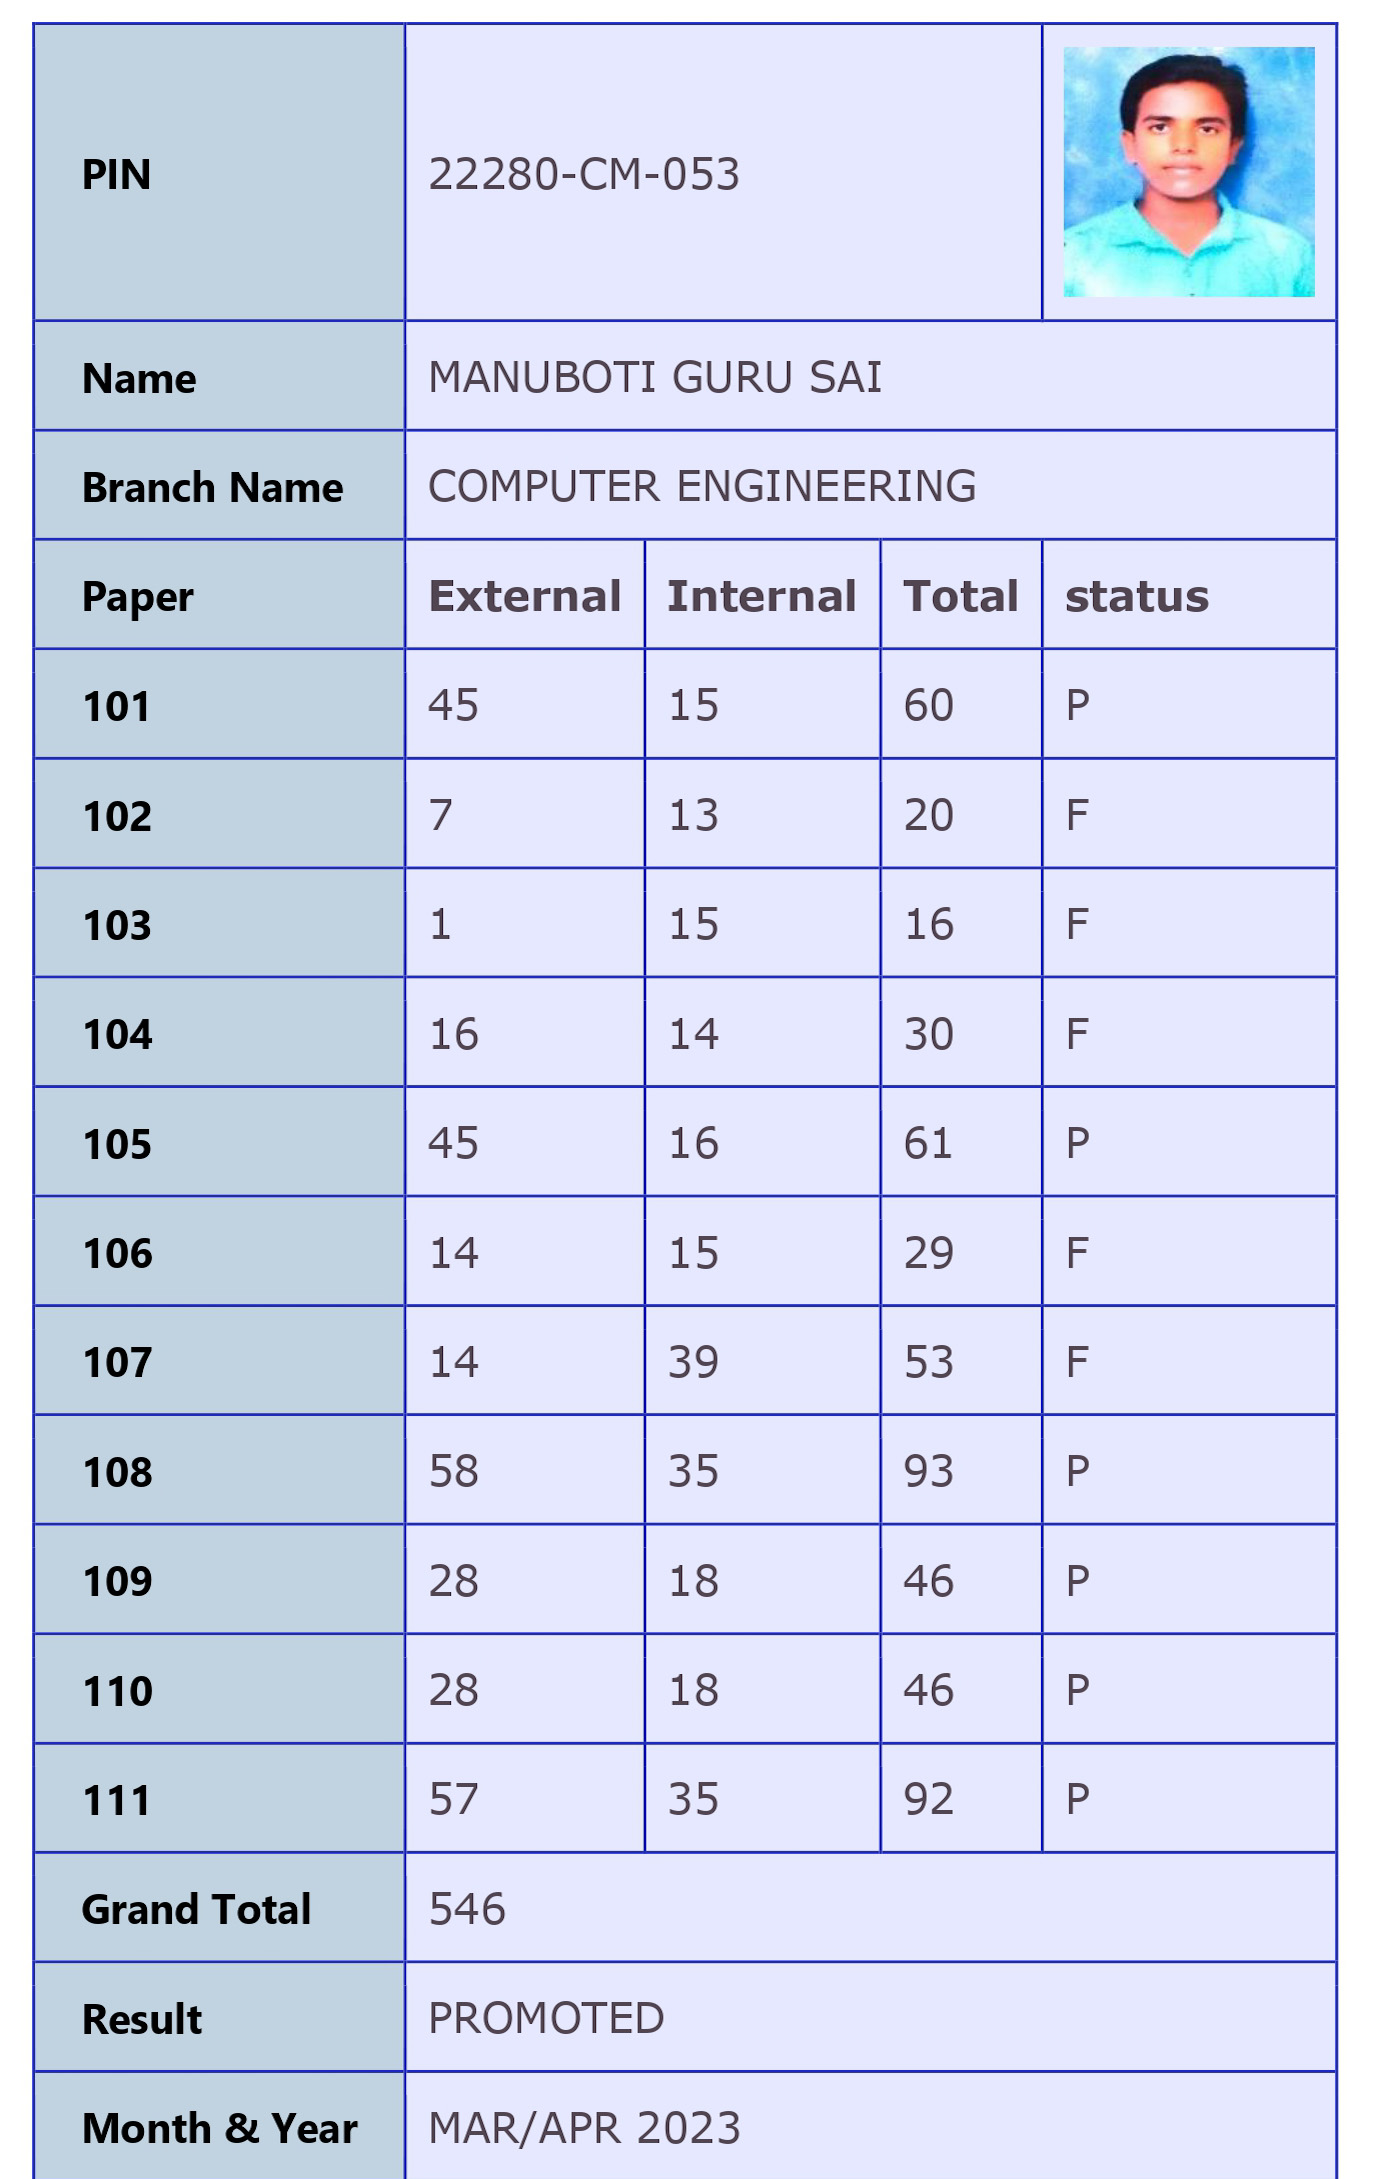 PIN 22280-CM-053
Name MANUBOTI GURU SAI
Branch Name COMPUTER ENGINEERING
Paper External Internal Total status
101 45 15 60 P
102 7 13 20 F
103 1 15 16 F
104 16 14 30 F
105 45 16 61 P
106 14 15 29 F
107 14 39 53 F
108 58 35 93 P
109 28 18 46 P
110 28 18 46 P
111 57 35 92 P
Grand Total 546
Result PROMOTED
Month & Year MAR/APR 2023